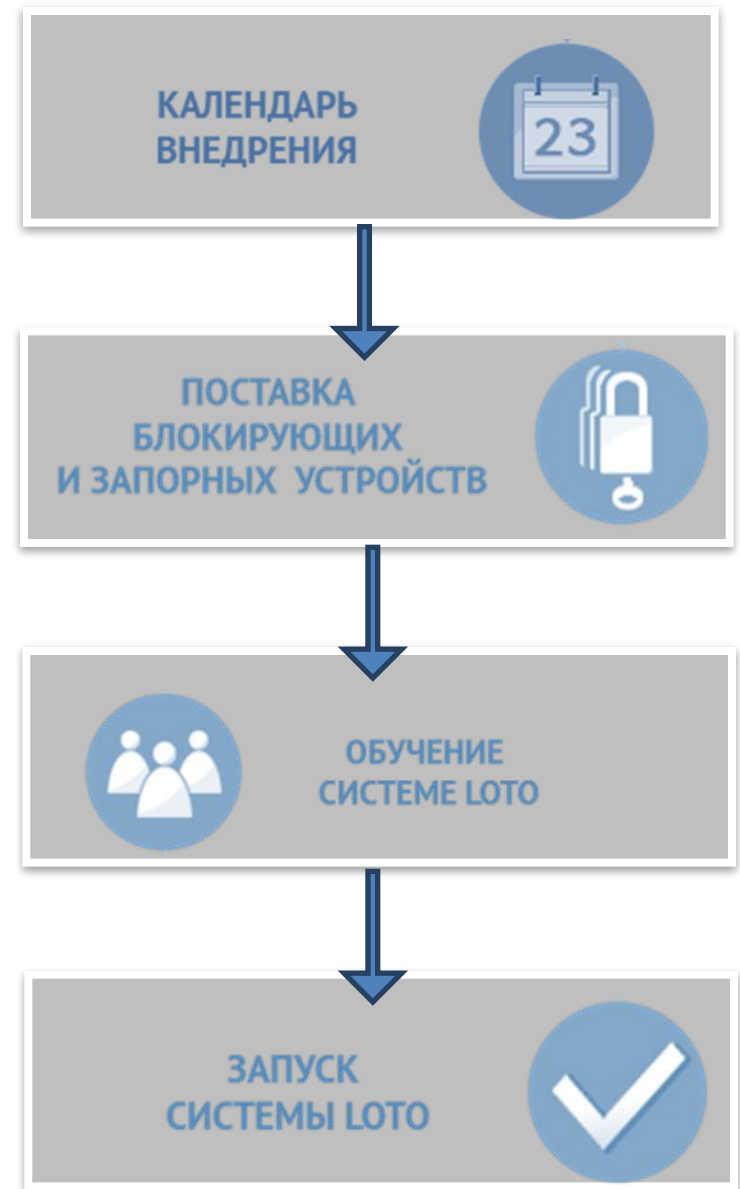 КАЛЕНДАРЬ
ВНЕДРЕНИЯ
23
ПОСТАВКА
БЛОКИРУЮЩИХ
И ЗАПОРНЫХ УСТРОЙСТВ
ОБУЧЕНИЕ
СИСТЕМЕ LOTO
ЗАПУСК
СИСТЕМЫ LOTO